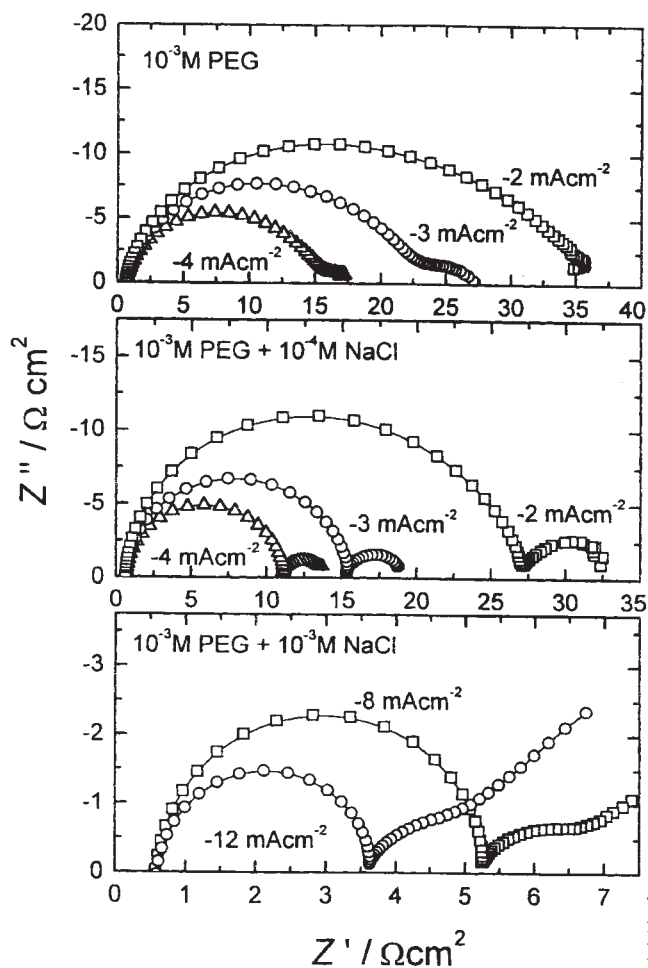 -20
10⁻³M PEG
-15
-10
-2 mAcm⁻²
-5
-3 mAcm⁻²
-4 mAcm⁻²
0
0 5 10 15 20 25 30 35 40
10⁻³M PEG + 10⁻⁴M NaCl
-15
-10
-5
-3 mAcm⁻²
-2 mAcm⁻²
-4 mAcm⁻²
0
0 5 10 15 20 25 30 35
10⁻³M PEG + 10⁻³M NaCl
-3
-8 mAcm⁻²
-2
-1
-12 mAcm⁻²
0
0 1 2 3 4 5 6 7
Z'' / Ω cm²
Z' / Ωcm²